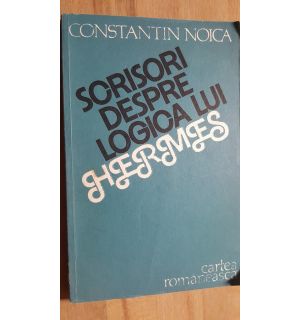 CONSTANTIN NOICA
SCRISORI
DESPRE
LOGICA LUI
HERMES
cartea
românească